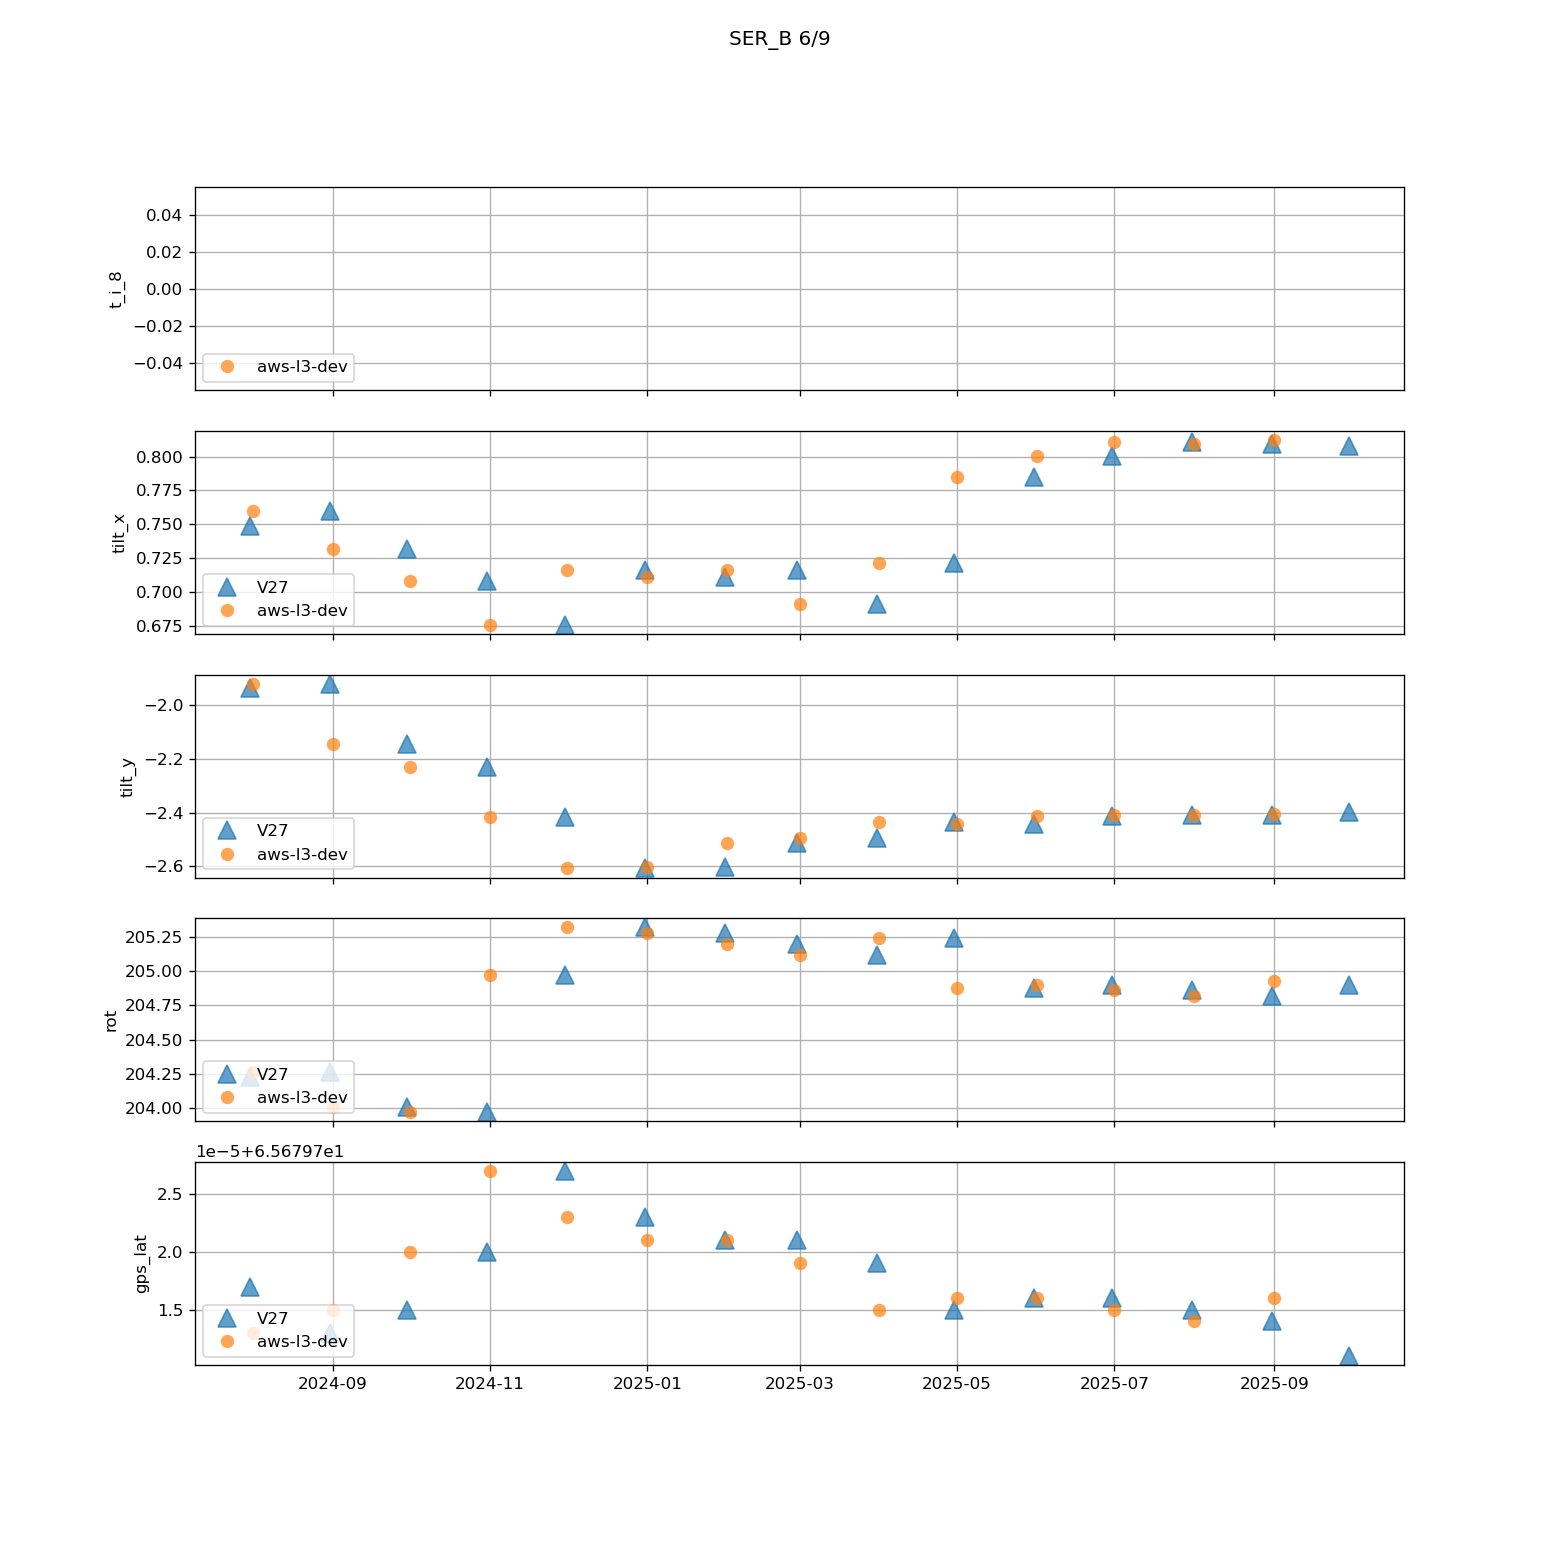 SER_B 6/9
t_i_8
0.04
0.02
0.00
−0.02
−0.04
aws-l3-dev
tilt_x
0.800
0.775
0.750
0.725
0.700
0.675
V27
aws-l3-dev
tilt_y
−2.0
−2.2
−2.4
−2.6
V27
aws-l3-dev
rot
205.25
205.00
204.75
204.50
204.25
204.00
V27
aws-l3-dev
1e−5+6.56797e1
gps_lat
2.5
2.0
1.5
V27
aws-l3-dev
2024-09 2024-11 2025-01 2025-03 2025-05 2025-07 2025-09